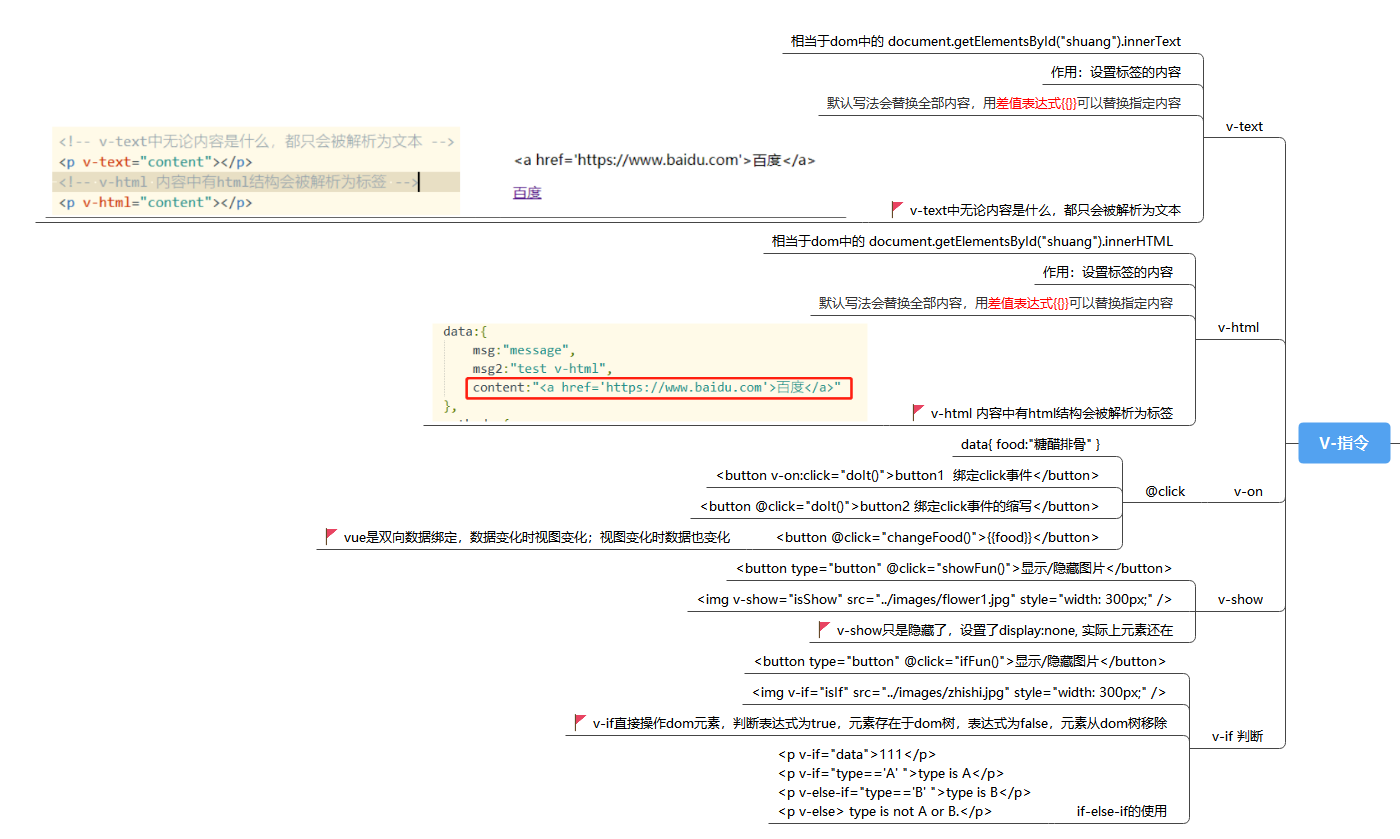 相当于dom中的 document.getElementsById("shuang").innerText
作用：设置标签的内容
默认写法会替换全部内容，用差值表达式{{}}可以替换指定内容
v-text
<!-- v-text中无论内容是什么，都只会被解析为文本 -->
<p v-text="content"></p>
<!-- v-html 内容中有html结构会被解析为标签 -->
<p v-html="content"></p>
<a href='https://www.baidu.com'>百度</a>
百度
v-text中无论内容是什么，都只会被解析为文本
相当于dom中的 document.getElementsById("shuang").innerHTML
作用：设置标签的内容
默认写法会替换全部内容，用差值表达式{{}}可以替换指定内容
v-html
data:{
msg:"message",
msg2:"test v-html",
content:"<a href='https://www.baidu.com'>百度</a>"
},
v-html 内容中有html结构会被解析为标签
V-指令
data{ food:"糖醋排骨" }
<button v-on:click="doIt()">button1  绑定click事件</button>
@click
v-on
<button @click="doIt()">button2 绑定click事件的缩写</button>
vue是双向数据绑定，数据变化时视图变化；视图变化时数据也变化
<button @click="changeFood()">{{food}}</button>
<button type="button" @click="showFun()">显示/隐藏图片</button>
<img v-show="isShow" src="../images/flower1.jpg" style="width: 300px;" />
v-show
v-show只是隐藏了，设置了display:none, 实际上元素还在
<button type="button" @click="ifFun()">显示/隐藏图片</button>
<img v-if="isIf" src="../images/zhishi.jpg" style="width: 300px;" />
v-if直接操作dom元素，判断表达式为true，元素存在于dom树，表达式为false，元素从dom树移除
v-if 判断
<p v-if="data">111</p>
<p v-if="type=='A' ">type is A</p>
<p v-else-if="type=='B' ">type is B</p>
<p v-else> type is not A or B.</p>
if-else-if的使用